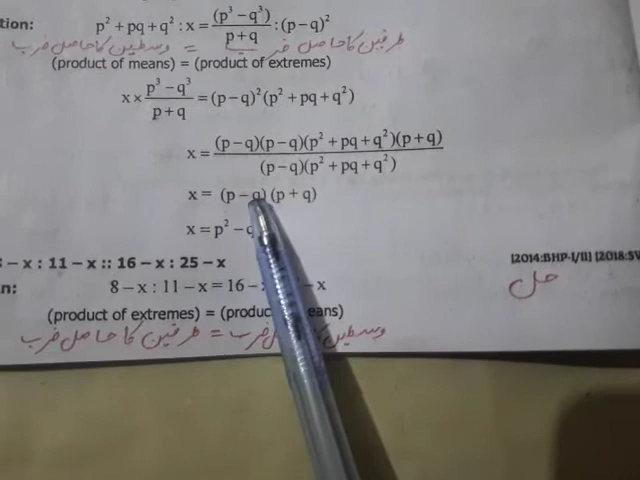 tion: p² + pq + q² : x = (p³ − q³)/(p + q) : (p − q)²
طرفین کا حاصل ضرب = وسطین کا حاصل ضرب
(product of means) = (product of extremes)
x × (p³ − q³)/(p + q) = (p − q)²(p² + pq + q²)
x = (p − q)(p − q)(p² + pq + q²)(p + q)/(p − q)(p² + pq + q²)
x = (p − q)(p + q)
x = p² − q
− x : 11 − x :: 16 − x : 25 − x [2014:BHP-I/II] [2018:SW
n: 8 − x : 11 − x = 16 − x حل
(product of extremes) = (produc eans)
وسطین کا حاصل ضرب = طرفین کا حاصل ضرب